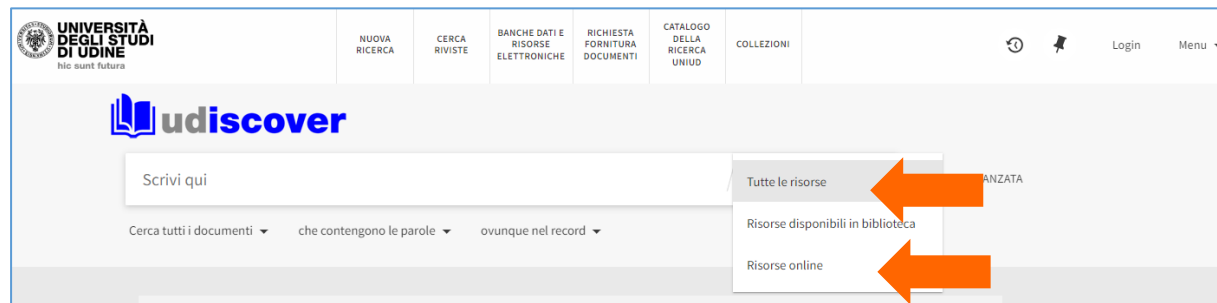 UNIVERSITÀ
DEGLI STUDI
DI UDINE
hic sunt futura
NUOVA
RICERCA
CERCA
RIVISTE
BANCHE DATI E
RISORSE
ELETTRONICHE
RICHIESTA
FORNITURA
DOCUMENTI
CATALOGO
DELLA
RICERCA
UNIUD
COLLEZIONI
Login
Menu
udiscover
Scrivi qui
Tutte le risorse
ANZATA
Risorse disponibili in biblioteca
Risorse online
Cerca tutti i documenti
che contengono le parole
ovunque nel record